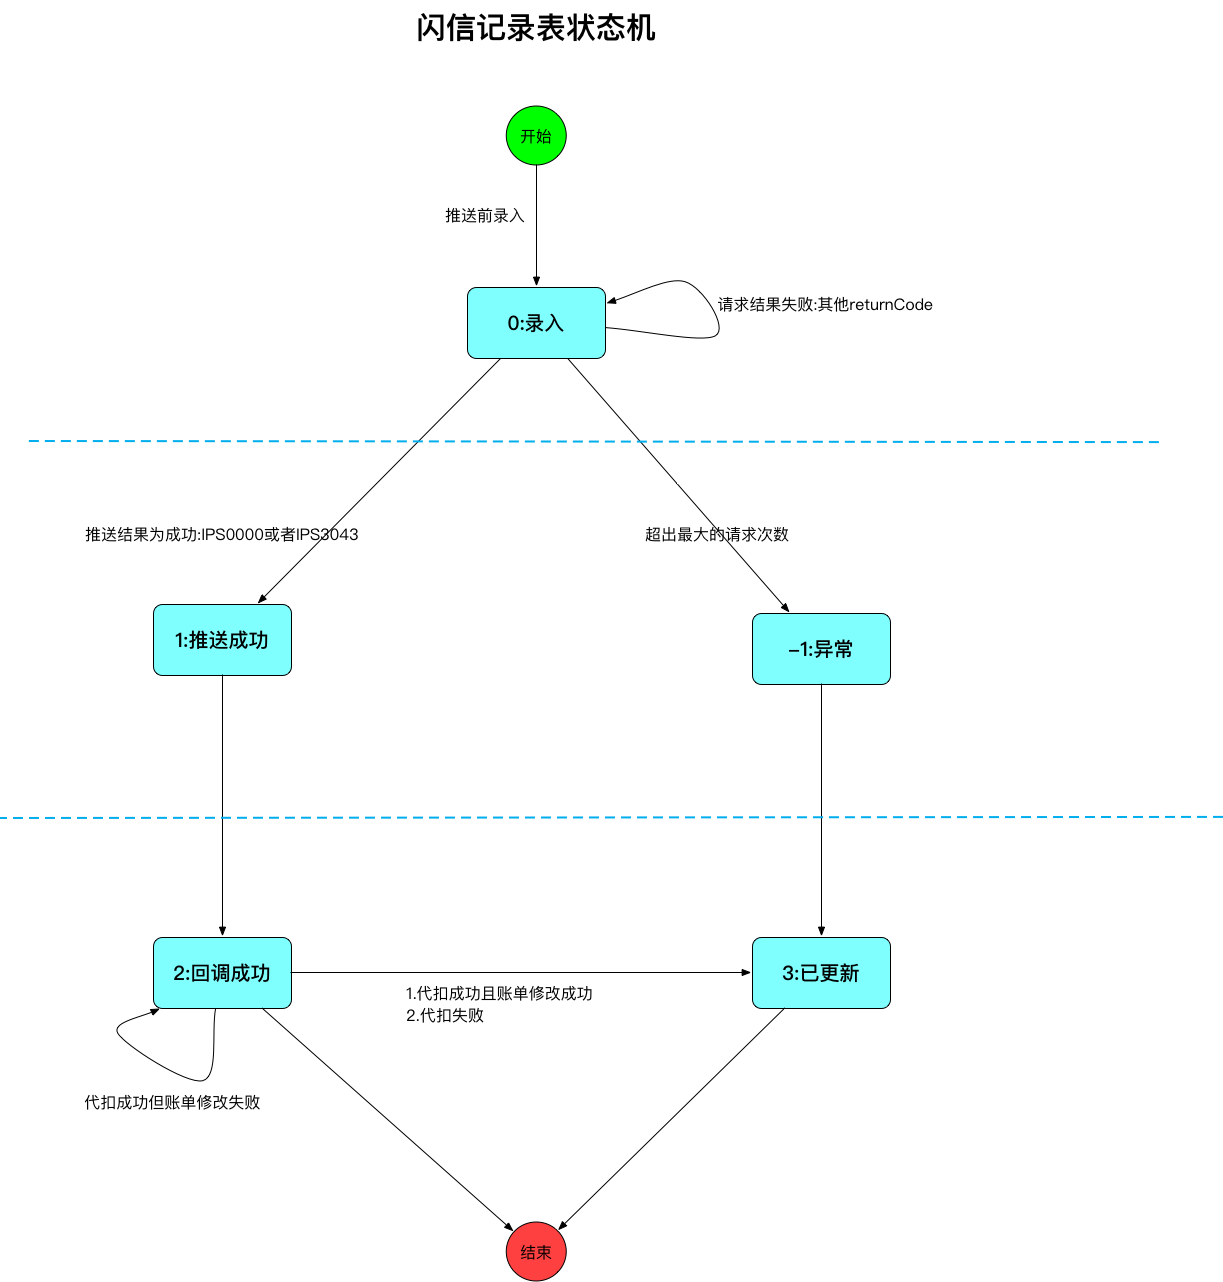 闪信记录表状态机
开始
推送前录入
0:录入
请求结果失败:其他returnCode
推送结果为成功:IPS0000或者IPS3043
超出最大的请求次数
1:推送成功
-1:异常
2:回调成功
3:已更新
1.代扣成功且账单修改成功
2.代扣失败
代扣成功但账单修改失败
结束